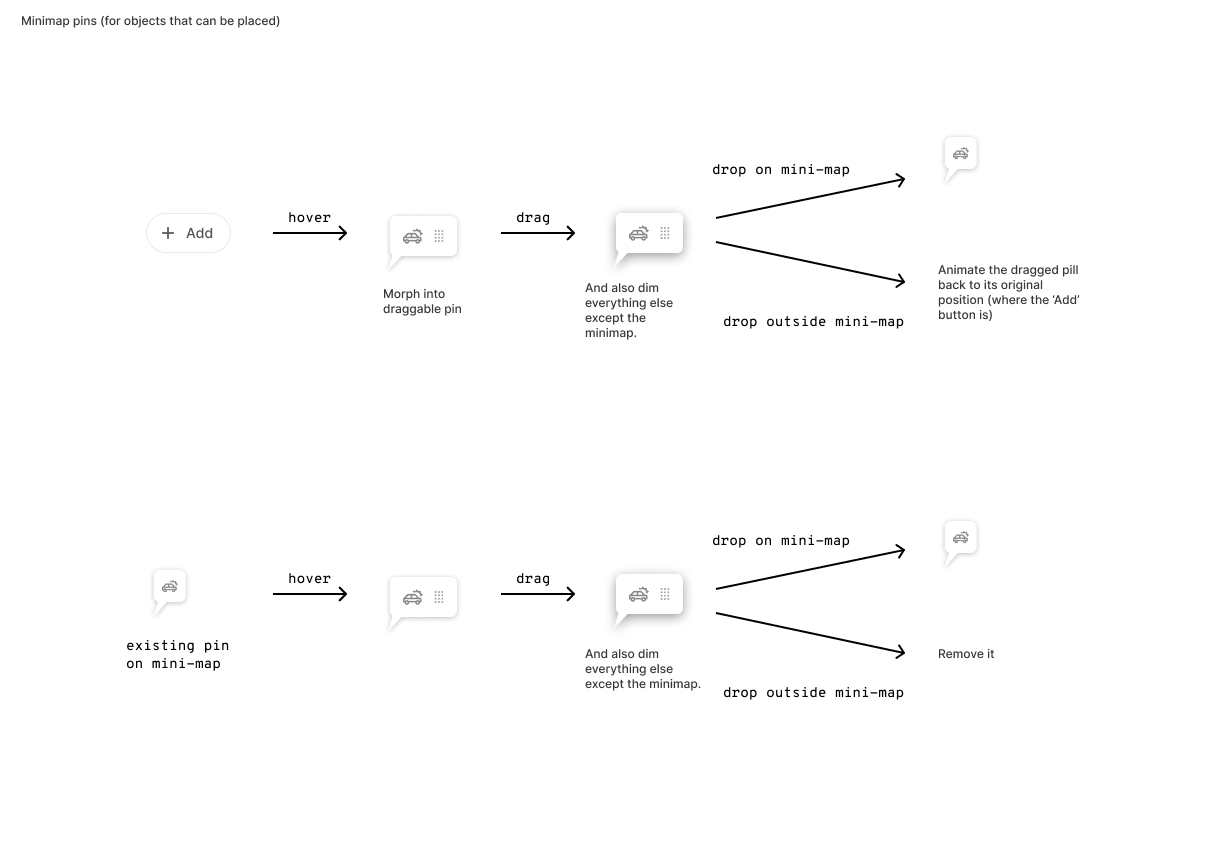 Minimap pins (for objects that can be placed)
drop on mini-map
hover
drag
+ Add
Morph into
draggable pin
And also dim
everything else
except the
minimap.
Animate the dragged pill
back to its original
position (where the ‘Add’
button is)
drop outside mini-map
drop on mini-map
hover
drag
existing pin
on mini-map
And also dim
everything else
except the minimap.
Remove it
drop outside mini-map